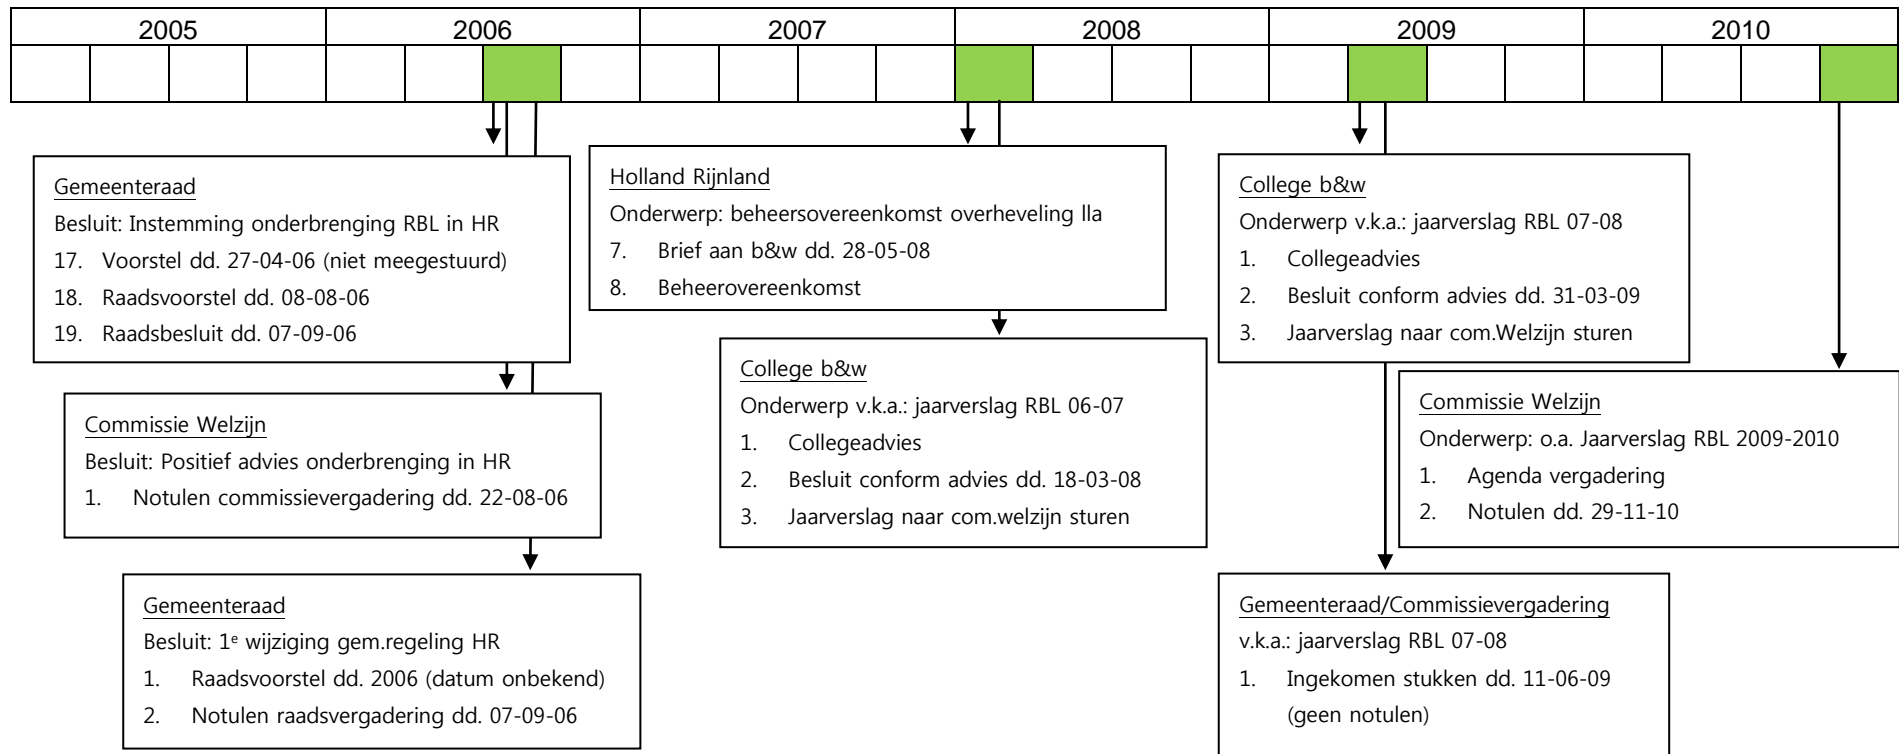 2005 2006 2007 2008 2009 2010
Gemeenteraad
Besluit: Instemming onderbrenging RBL in HR
17. Voorstel dd. 27-04-06 (niet meegestuurd)
18. Raadsvoorstel dd. 08-08-06
19. Raadsbesluit dd. 07-09-06
Commissie Welzijn
Besluit: Positief advies onderbrenging in HR
1. Notulen commissievergadering dd. 22-08-06
Gemeenteraad
Besluit: 1e wijziging gem.regeling HR
1. Raadsvoorstel dd. 2006 (datum onbekend)
2. Notulen raadsvergadering dd. 07-09-06
Holland Rijnland
Onderwerp: beheersovereenkomst overheveling lla
7. Brief aan b&w dd. 28-05-08
8. Beheerovereenkomst
College b&w
Onderwerp v.k.a.: jaarverslag RBL 06-07
1. Collegeadvies
2. Besluit conform advies dd. 18-03-08
3. Jaarverslag naar com.welzijn sturen
College b&w
Onderwerp v.k.a.: jaarverslag RBL 07-08
1. Collegeadvies
2. Besluit conform advies dd. 31-03-09
3. Jaarverslag naar com.Welzijn sturen
Commissie Welzijn
Onderwerp: o.a. Jaarverslag RBL 2009-2010
1. Agenda vergadering
2. Notulen dd. 29-11-10
Gemeenteraad/Commissievergadering
v.k.a.: jaarverslag RBL 07-08
1. Ingekomen stukken dd. 11-06-09
(geen notulen)